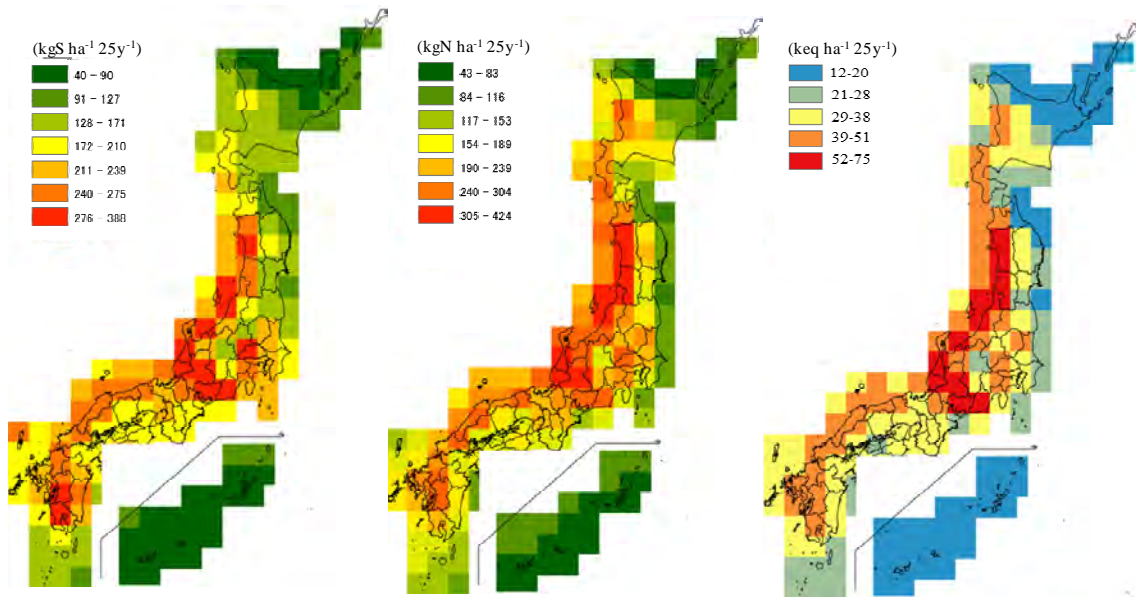 (kgS ha⁻¹ 25y⁻¹)
40 – 90
91 – 127
128 – 171
172 – 210
211 – 239
240 – 275
276 – 388
(kgN ha⁻¹ 25y⁻¹)
43 – 83
84 – 116
117 – 153
154 – 189
190 – 239
240 – 304
305 – 424
(keq ha⁻¹ 25y⁻¹)
12-20
21-28
29-38
39-51
52-75